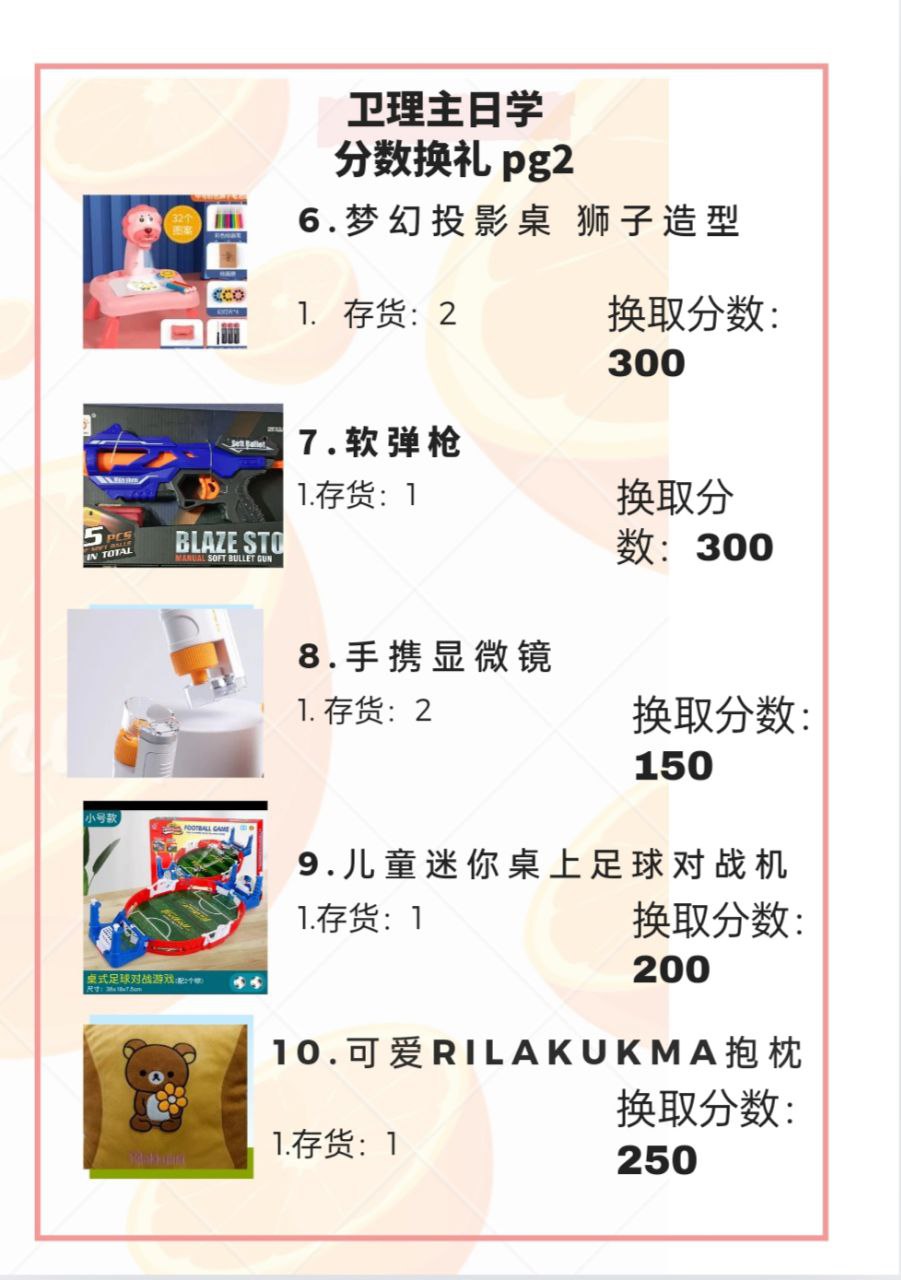 卫理主日学
分数换礼 pg2
32个
图案
6.梦幻投影桌 狮子造型
1. 存货：2
换取分数：
300
Soft Bullet
5 PCS
IN TOTAL
BLAZE STO
MANUAL SOFT BULLET GUN
7.软弹枪
1.存货：1
换取分
数：300
8.手携显微镜
1. 存货：2
换取分数：
150
小号款
FOOTBALL GAME
桌式足球对战游戏(配2个球)
9.儿童迷你桌上足球对战机
1.存货：1
换取分数：
200
10.可爱RILAKUKMA抱枕
换取分数：
1.存货：1
250